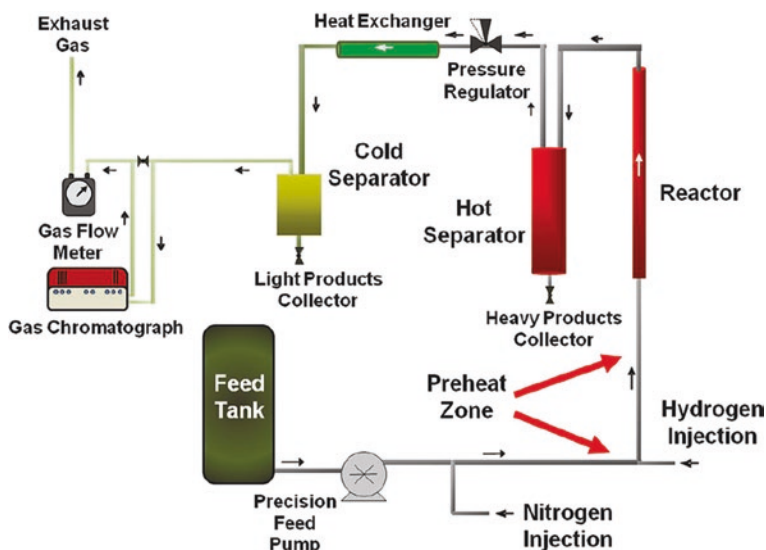 Exhaust
Gas
Heat Exchanger
Pressure
Regulator
Cold
Separator
Hot
Separator
Reactor
Gas Flow
Meter
Light Products
Collector
Gas Chromatograph
Heavy Products
Collector
Feed
Tank
Preheat
Zone
Hydrogen
Injection
Precision
Feed
Pump
Nitrogen
Injection